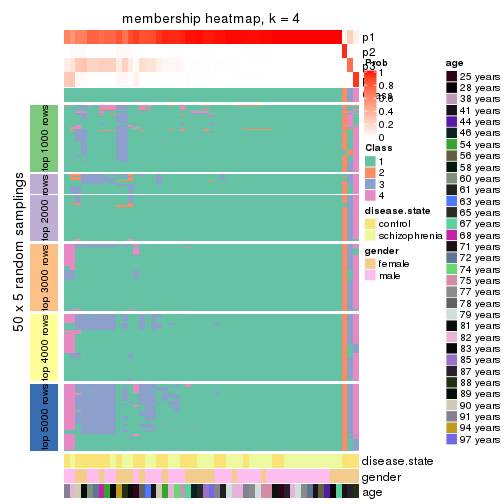 membership heatmap, k = 4
p1
p2
p3
p4
Prob
1
0.8
0.6
0.4
0.2
0
Class
Class
1
2
3
4
disease.state
control
schizophrenia
gender
female
male
age
25 years
28 years
38 years
41 years
44 years
46 years
54 years
56 years
58 years
60 years
61 years
63 years
65 years
67 years
68 years
71 years
72 years
74 years
75 years
77 years
78 years
79 years
81 years
82 years
83 years
85 years
87 years
88 years
89 years
90 years
91 years
94 years
97 years
50 x 5 random samplings
top 1000 rows
top 2000 rows
top 3000 rows
top 4000 rows
top 5000 rows
disease.state
gender
age